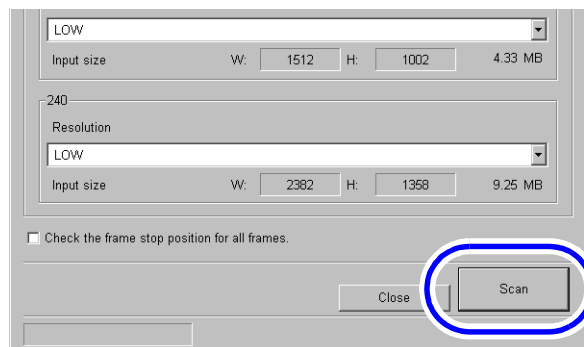 LOW
Input size W: 1512 H: 1002 4.33 MB
240
Resolution
LOW
Input size W: 2382 H: 1358 9.25 MB
Check the frame stop position for all frames.
Close Scan